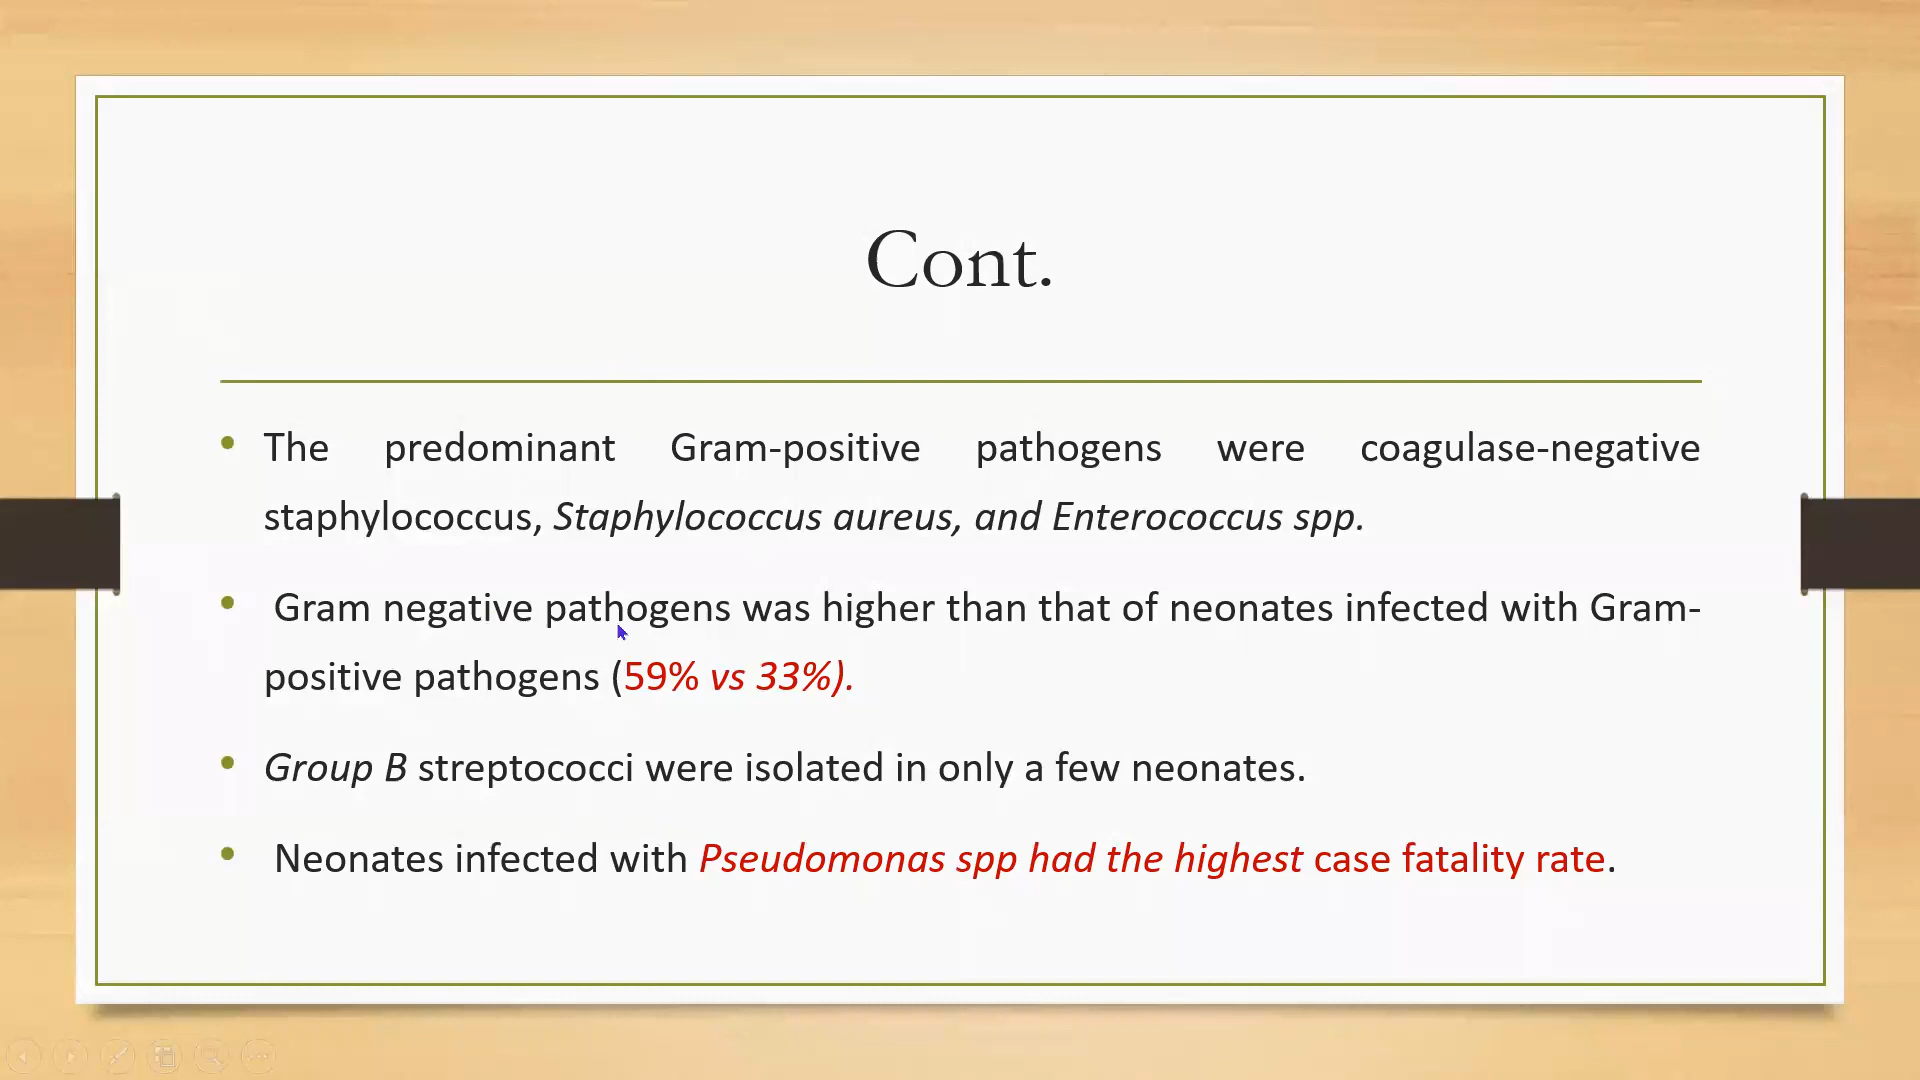 Cont.
• The predominant Gram-positive pathogens were coagulase-negative
staphylococcus, Staphylococcus aureus, and Enterococcus spp.
• Gram negative pathogens was higher than that of neonates infected with Gram-
positive pathogens (59% vs 33%).
• Group B streptococci were isolated in only a few neonates.
• Neonates infected with Pseudomonas spp had the highest case fatality rate.